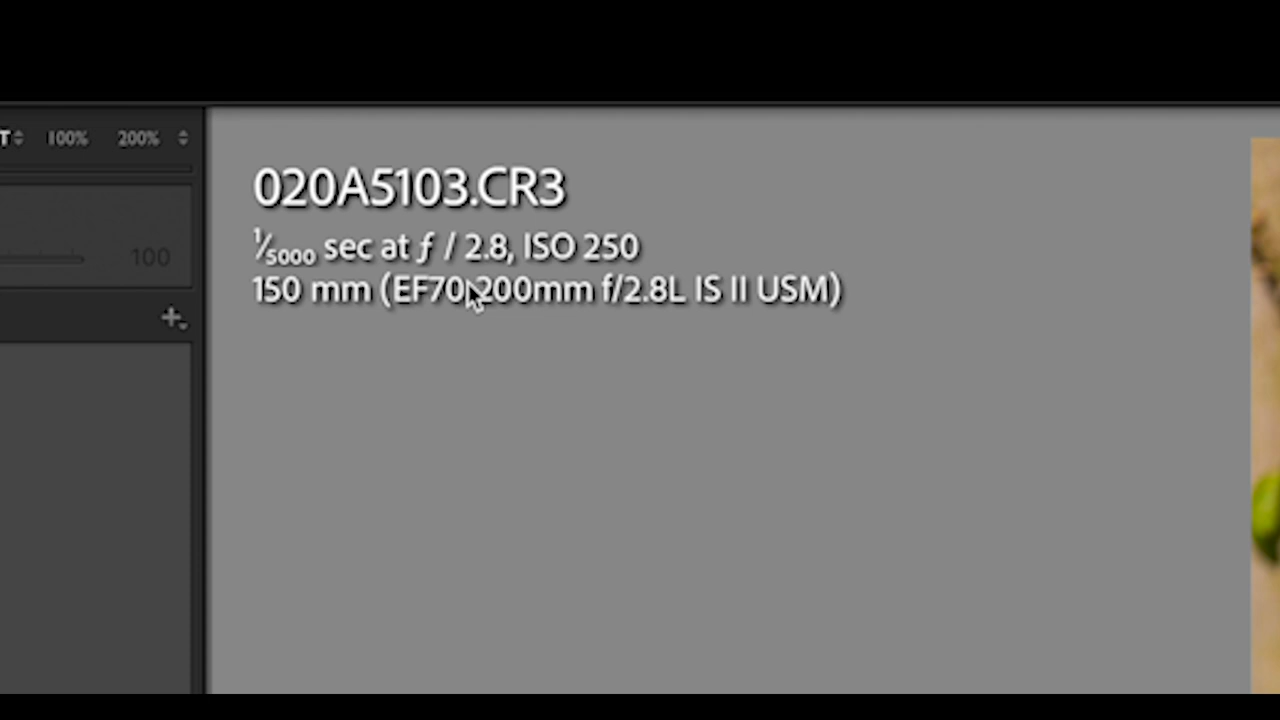 T 100% 200%
100
020A5103.CR3
1/5000 sec at ƒ / 2.8, ISO 250
150 mm (EF70-200mm f/2.8L IS II USM)